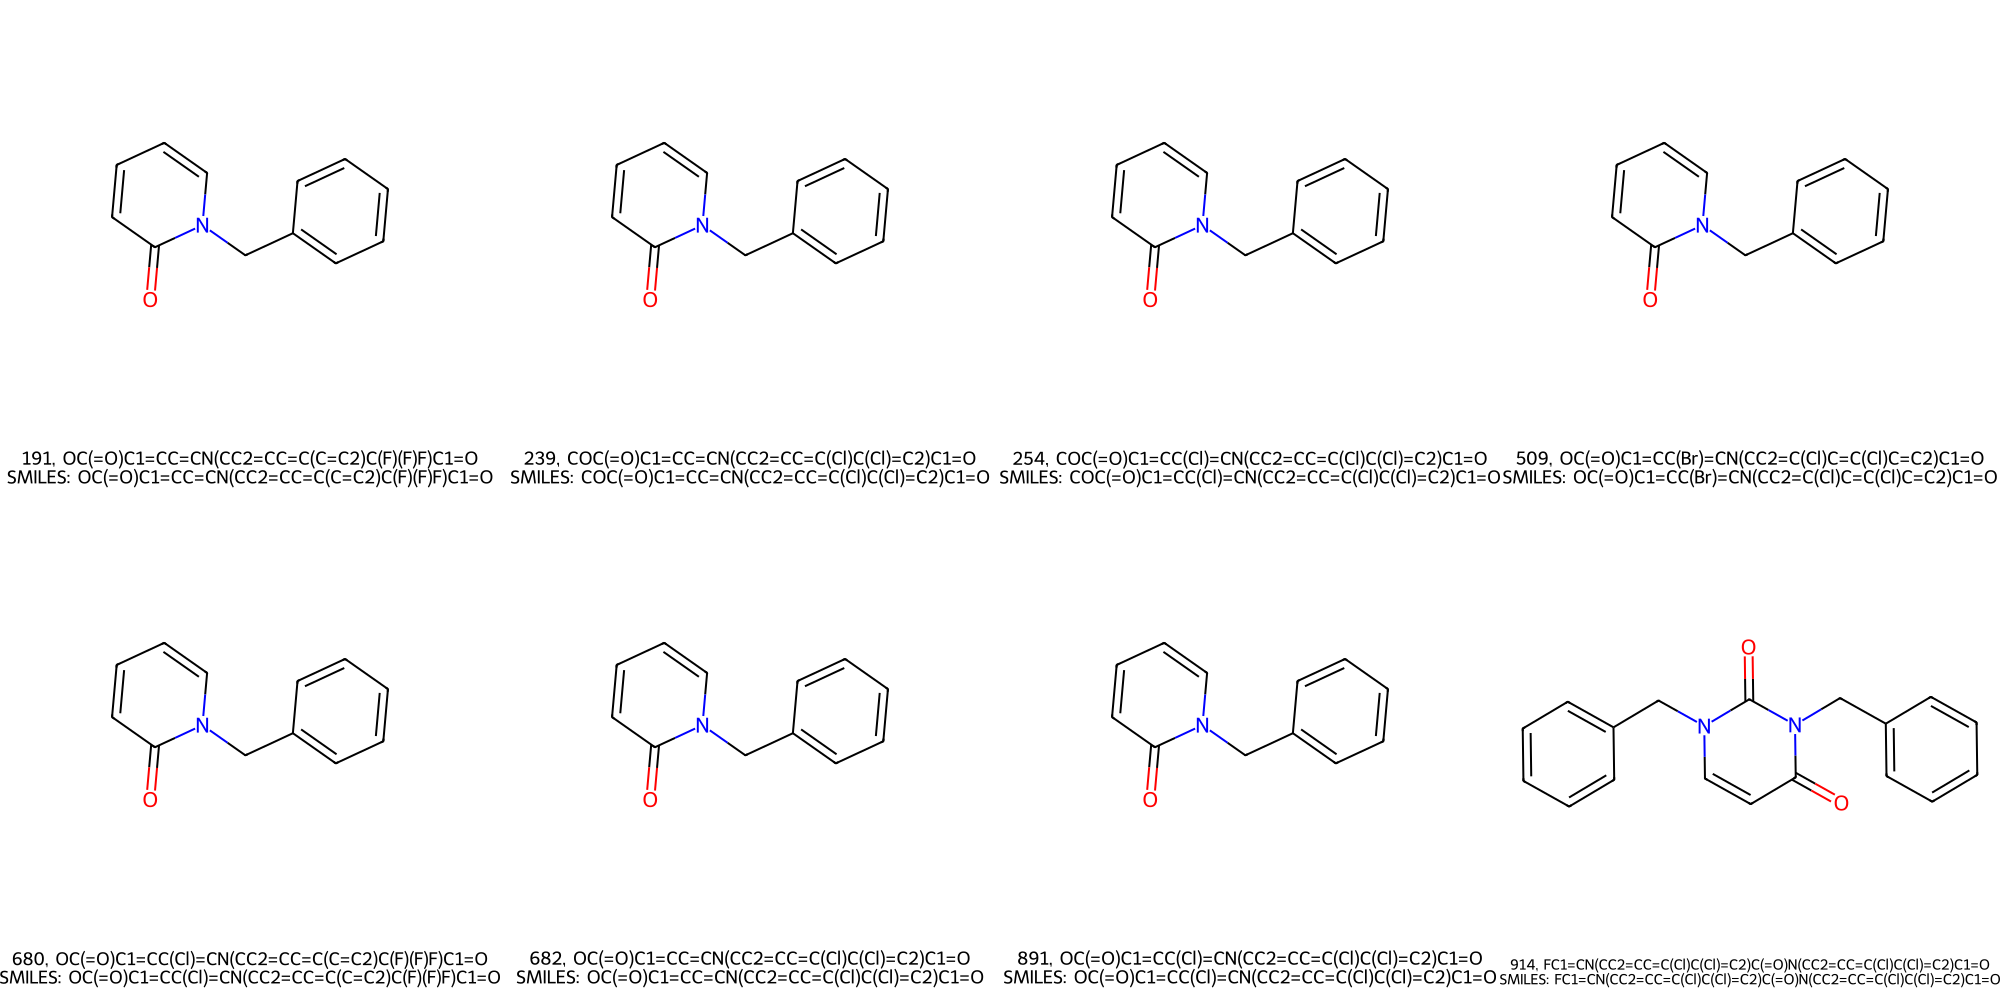 O
N
O
N
O
N
O
N
191, OC(=O)C1=CC=CN(CC2=CC=C(C=C2)C(F)(F)F)C1=O
SMILES: OC(=O)C1=CC=CN(CC2=CC=C(C=C2)C(F)(F)F)C1=O
239, COC(=O)C1=CC=CN(CC2=CC=C(Cl)C(Cl)=C2)C1=O
SMILES: COC(=O)C1=CC=CN(CC2=CC=C(Cl)C(Cl)=C2)C1=O
254, COC(=O)C1=CC(Cl)=CN(CC2=CC=C(Cl)C(Cl)=C2)C1=O
SMILES: COC(=O)C1=CC(Cl)=CN(CC2=CC=C(Cl)C(Cl)=C2)C1=O
509, OC(=O)C1=CC(Br)=CN(CC2=C(Cl)C=C(Cl)C=C2)C1=O
SMILES: OC(=O)C1=CC(Br)=CN(CC2=C(Cl)C=C(Cl)C=C2)C1=O
O
N
O
N
O
N
O
N
N
O
680, OC(=O)C1=CC(Cl)=CN(CC2=CC=C(C=C2)C(F)(F)F)C1=O
SMILES: OC(=O)C1=CC(Cl)=CN(CC2=CC=C(C=C2)C(F)(F)F)C1=O
682, OC(=O)C1=CC=CN(CC2=CC=C(Cl)C(Cl)=C2)C1=O
SMILES: OC(=O)C1=CC=CN(CC2=CC=C(Cl)C(Cl)=C2)C1=O
891, OC(=O)C1=CC(Cl)=CN(CC2=CC=C(Cl)C(Cl)=C2)C1=O
SMILES: OC(=O)C1=CC(Cl)=CN(CC2=CC=C(Cl)C(Cl)=C2)C1=O
914, FC1=CN(CC2=CC=C(Cl)C(Cl)=C2)C(=O)N(CC2=CC=C(Cl)C(Cl)=C2)C1=O
SMILES: FC1=CN(CC2=CC=C(Cl)C(Cl)=C2)C(=O)N(CC2=CC=C(Cl)C(Cl)=C2)C1=O